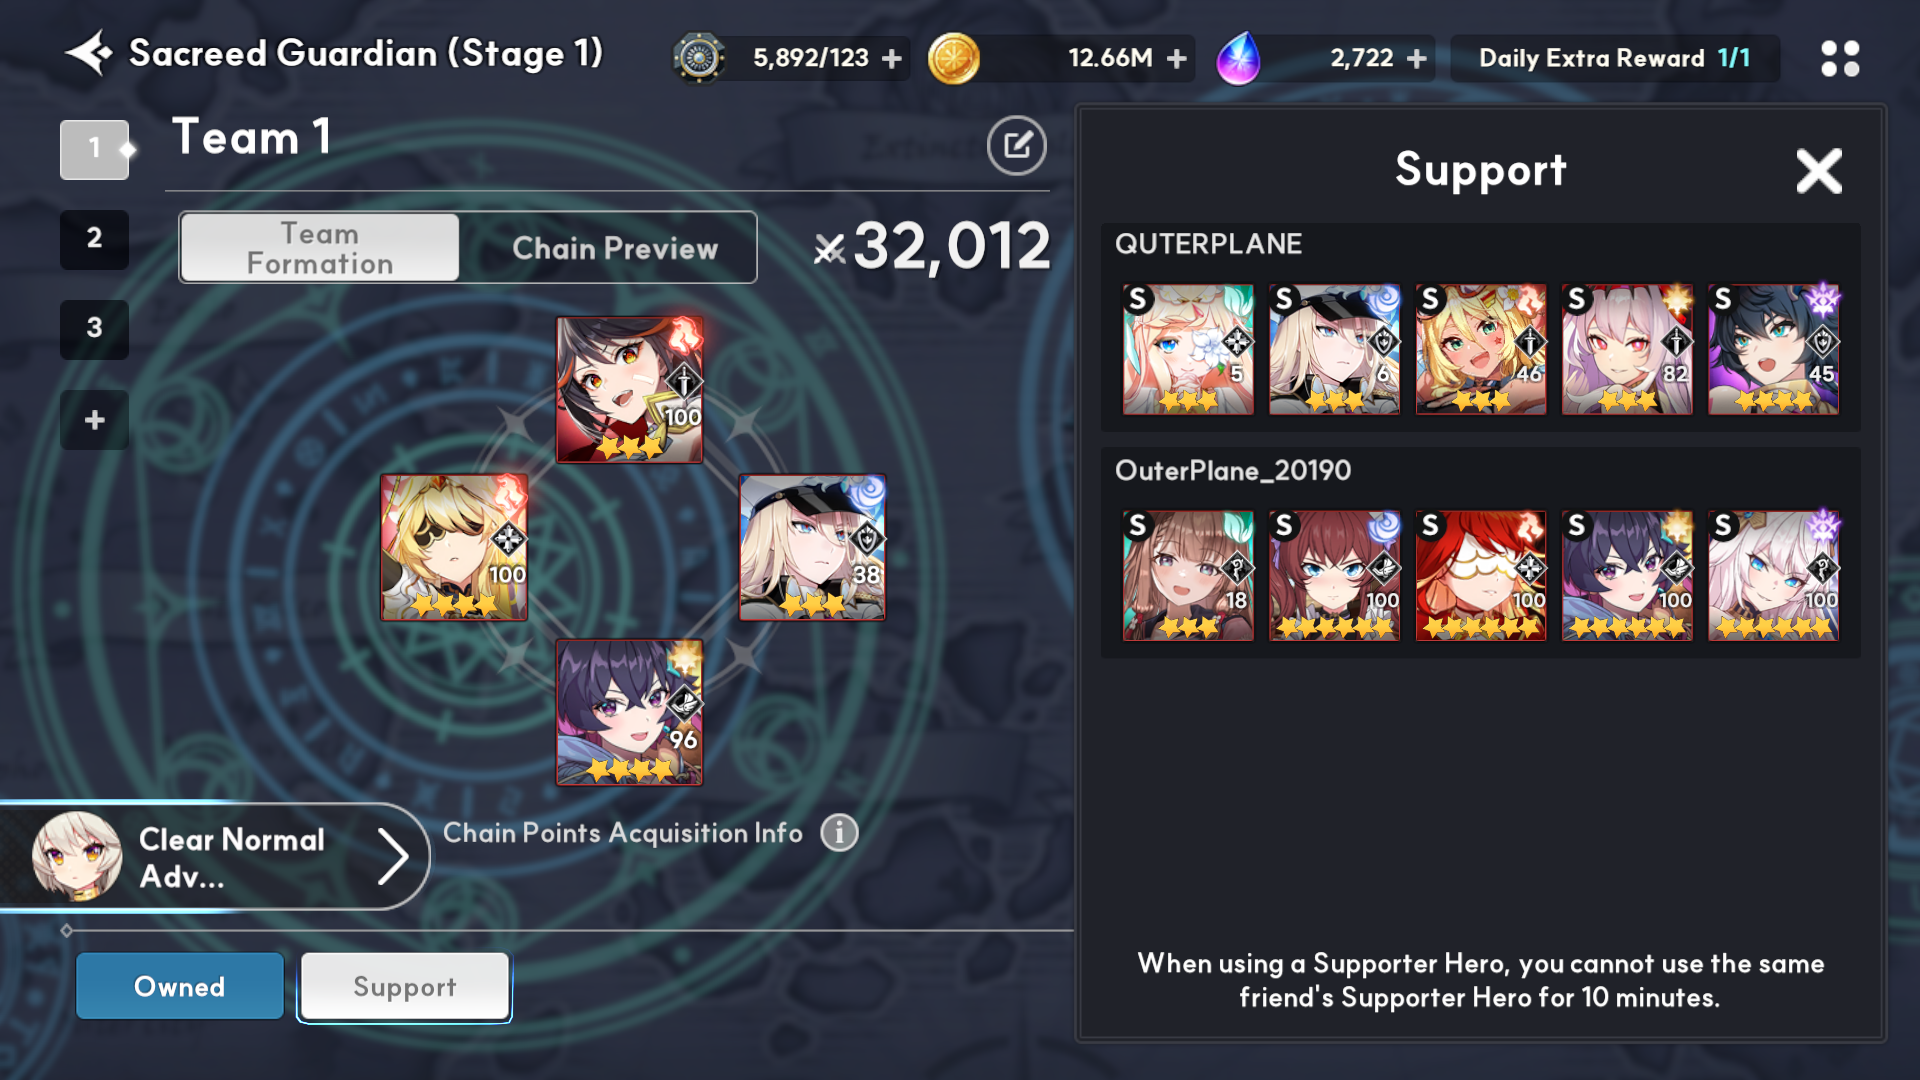 Sacreed Guardian (Stage 1)
5,892/123
12.66M
2,722
Daily Extra Reward 1/1
1
2
3
+
Team 1
Team
Formation
Chain Preview
32,012
100
100
38
96
Clear Normal
Adv...
Chain Points Acquisition Info
Owned
Support
Support
QUTERPLANE
S 5
S 6
S 46
S 82
S 45
OuterPlane_20190
S 18
S 100
S 100
S 100
S 100
When using a Supporter Hero, you cannot use the same
friend's Supporter Hero for 10 minutes.